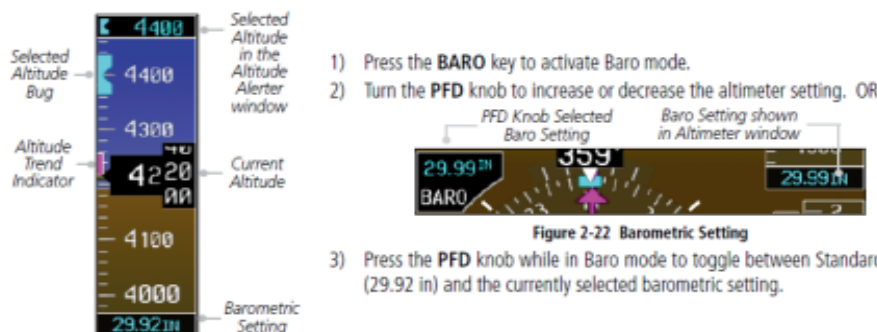 Selected
Altitude
in the
Altitude
Alerter
window
Selected
Altitude
Bug
Altitude
Trend
Indicator
Current
Altitude
Barometric
Setting
4400
4400
4300
40
4220
00
4100
4000
29.92IN
1) Press the BARO key to activate Baro mode.
2) Turn the PFD knob to increase or decrease the altimeter setting. OR
PFD Knob Selected
Baro Setting
Baro Setting shown
in Altimeter window
29.99IN
BARO
359°
29.99IN
Figure 2-22 Barometric Setting
3) Press the PFD knob while in Baro mode to toggle between Standard
(29.92 in) and the currently selected barometric setting.